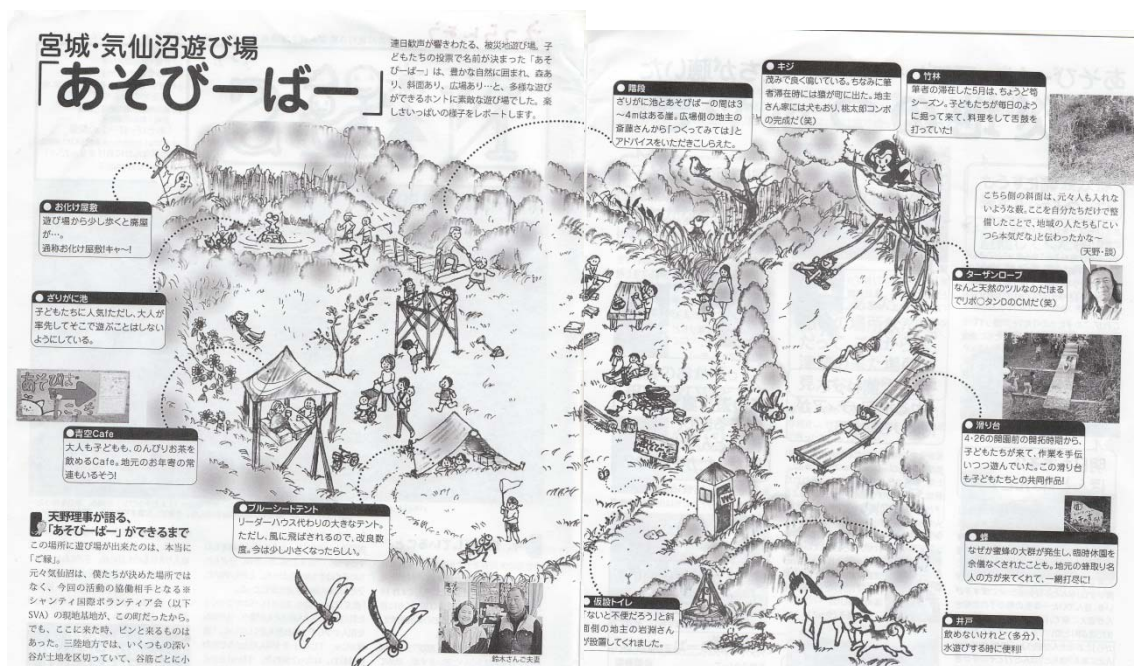 宮城・気仙沼遊び場
「あそびーばー」
連日歓声が響きわたる、被災地遊び場。子
どもたちの投票で名前が決まった「あそ
びーばー」は、豊かな自然に囲まれ、森あ
り、斜面あり、広場あり…と、多様な遊び
ができるホントに素敵な遊び場でした。楽
しさいっぱいの様子をレポートします。
● お化け屋敷
遊び場から少し歩くと廃屋
が…。
通称お化け屋敷!キャ~!
● ざりがに池
子どもたちに人気!ただし、大人が
率先してそこで遊ぶことはしない
ようにしている。
あそびば
●青空Cafe
大人も子どもも、のんびりお茶を
飲めるCafe。地元のお年寄の常
連もいるそう!
●ブルーシートテント
リーダーハウス代わりの大きなテント。
ただし、風に飛ばされるので、改良数
度。今は少し小さくなったらしい。
天野理事が語る、
「あそびーばー」ができるまで
この場所に遊び場が出来たのは、本当に
「ご縁」。
元々気仙沼は、僕たちが決めた場所では
なく、今回の活動の協働相手となる※
シャンティ国際ボランティア会（以下
SVA）の現地基地が、この町だったから。
でも、ここに来た時、ピンと来るものは
あった。三陸地方では、いくつもの深い
谷が土地を区切っていて、谷筋ごとに小
鈴木さんご夫妻
● 階段
ざりがに池とあそびばーの間は3
～4mはある崖。広場側の地主の
斎藤さんから「つくってみては」と
アドバイスをいただきこしらえた。
● キジ
茂みで良く鳴いている。ちなみに筆
者滞在時には猿が町に出た。地主
さん家には犬もおり、桃太郎コンボ
の完成だ(笑)
● 竹林
筆者の滞在した5月は、ちょうど筍
シーズン。子どもたちが毎日のよう
に掘って来て、料理をして舌鼓を
打っていた!
こちら側の斜面は、元々人も入れな
いような藪。ここを自分たちだけで整
備したことで、地域の人たちも「こい
つら本気だな」と伝わったかな～
(天野・談)
● ターザンロープ
なんと天然のツルなのだ!まる
でリポ○タンDのCMだ(笑)
● 滑り台
4・26の開園前の開拓時期から、
子どもたちが来て、作業を手伝
いつつ遊んでいた。この滑り台
も子どもたちとの共同作品!
● 蜂
なぜか蜜蜂の大群が発生し、臨時休園を
余儀なくされたことも。地元の蜂取り名
人の方が来てくれて、一網打尽に!
● 仮設トイレ
「ないと不便だろう」と斜
面側の地主の岩渕さん
が設置してくれました。
● 井戸
飲めないけれど(多分)、
水遊びする時に便利!